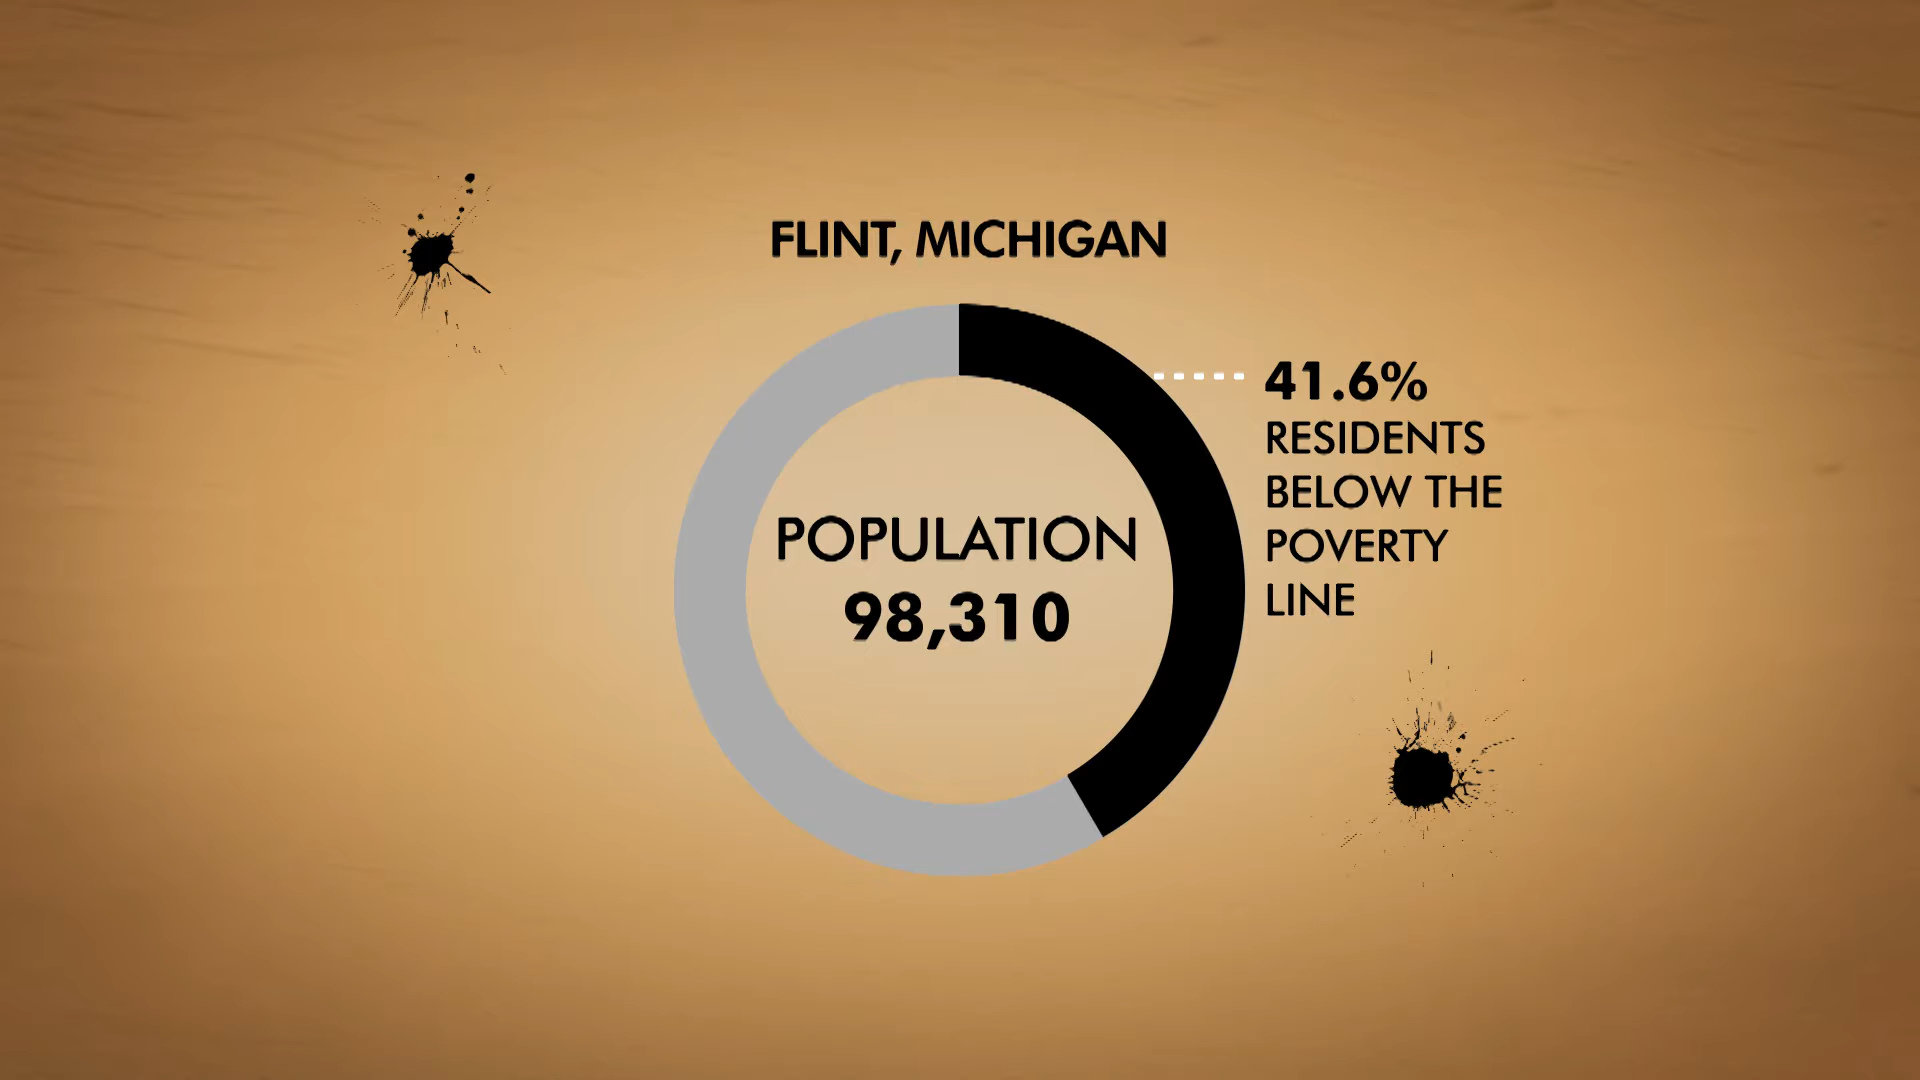 FLINT, MICHIGAN
POPULATION
98,310
41.6%
RESIDENTS
BELOW THE
POVERTY
LINE